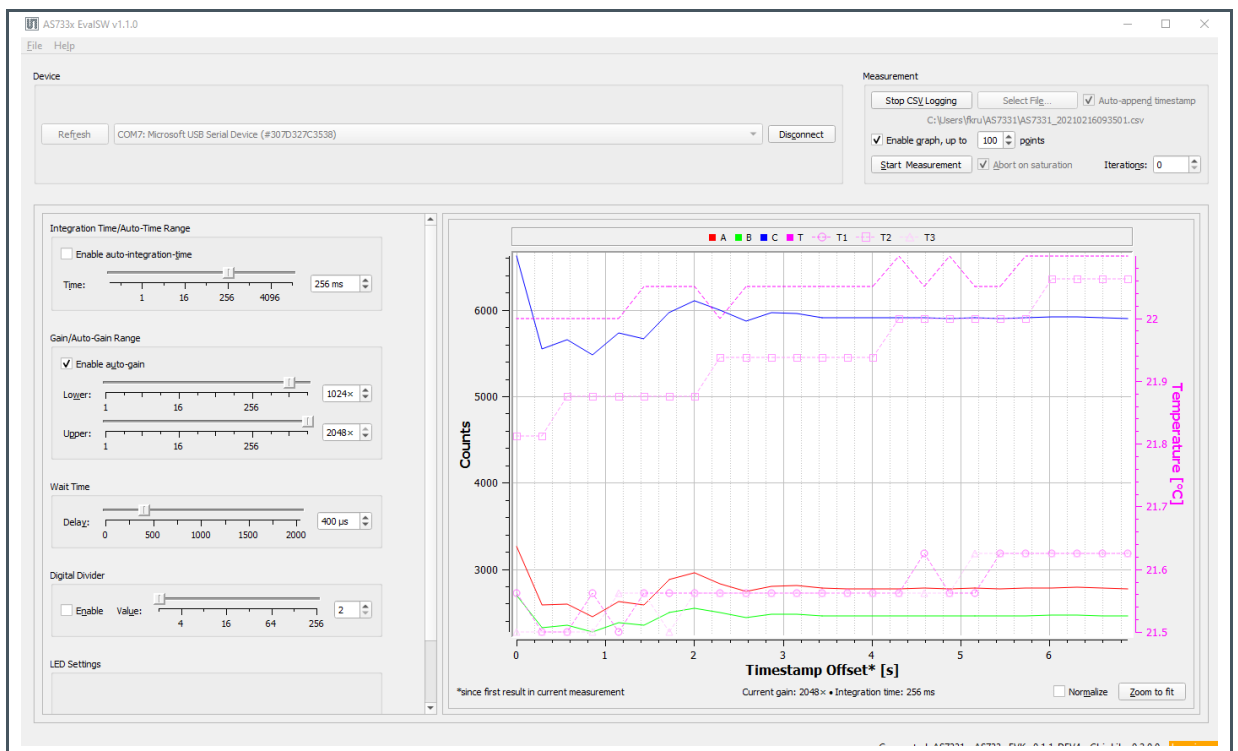 AS733x EvalSW v1.1.0
File Help
Device
Refresh
COM7: Microsoft USB Serial Device (#307D327C3538)
Disconnect
Measurement
Stop CSV Logging
Select File...
Auto-append timestamp
C:\Users\fkru\AS7331\AS7331_20210216093501.csv
Enable graph, up to 100 points
Start Measurement
Abort on saturation
Iterations: 0
Integration Time/Auto-Time Range
Enable auto-integration-time
Time: 256 ms
1 16 256 4096
Gain/Auto-Gain Range
Enable auto-gain
Lower: 1024×
1 16 256
Upper: 2048×
1 16 256
Wait Time
Delay: 400 µs
0 500 1000 1500 2000
Digital Divider
Enable Value: 2
4 16 64 256
LED Settings
A B C T T1 T2 T3
Counts
6000
5000
4000
3000
22
21.9
21.8
21.7
21.6
21.5
Temperature [°C]
0 1 2 3 4 5 6
Timestamp Offset* [s]
*since first result in current measurement
Current gain: 2048× • Integration time: 256 ms
Normalize
Zoom to fit